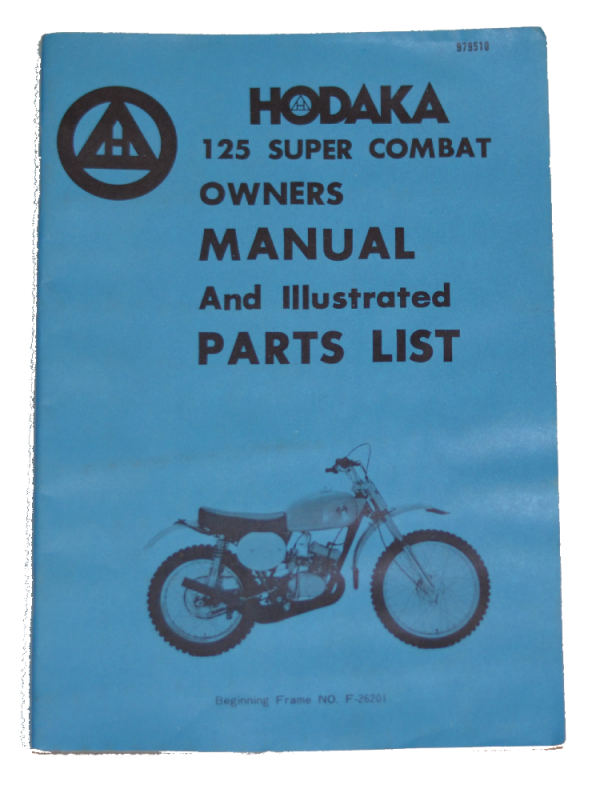 979510
HODAKA
125 SUPER COMBAT
OWNERS
MANUAL
And Illustrated
PARTS LIST
Beginning Frame NO. F-26201